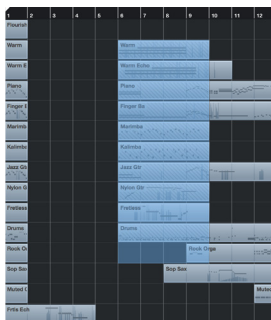 1 2 3 4 5 6 7 8 9 10 11 12
Flourish
Warm Warm
Warm E Warm Echo
Piano Piano
Finger B Finger Ba
Marimba Marimba
Kalimba Kalimba
Jazz Gtr Jazz Gtr
Nylon G Nylon Gtr
Fretless Fretless
Drums Drums
Rock Or Rock Orga
Sop Sax Sop Sax
Muted G Muted
Frtls Ech